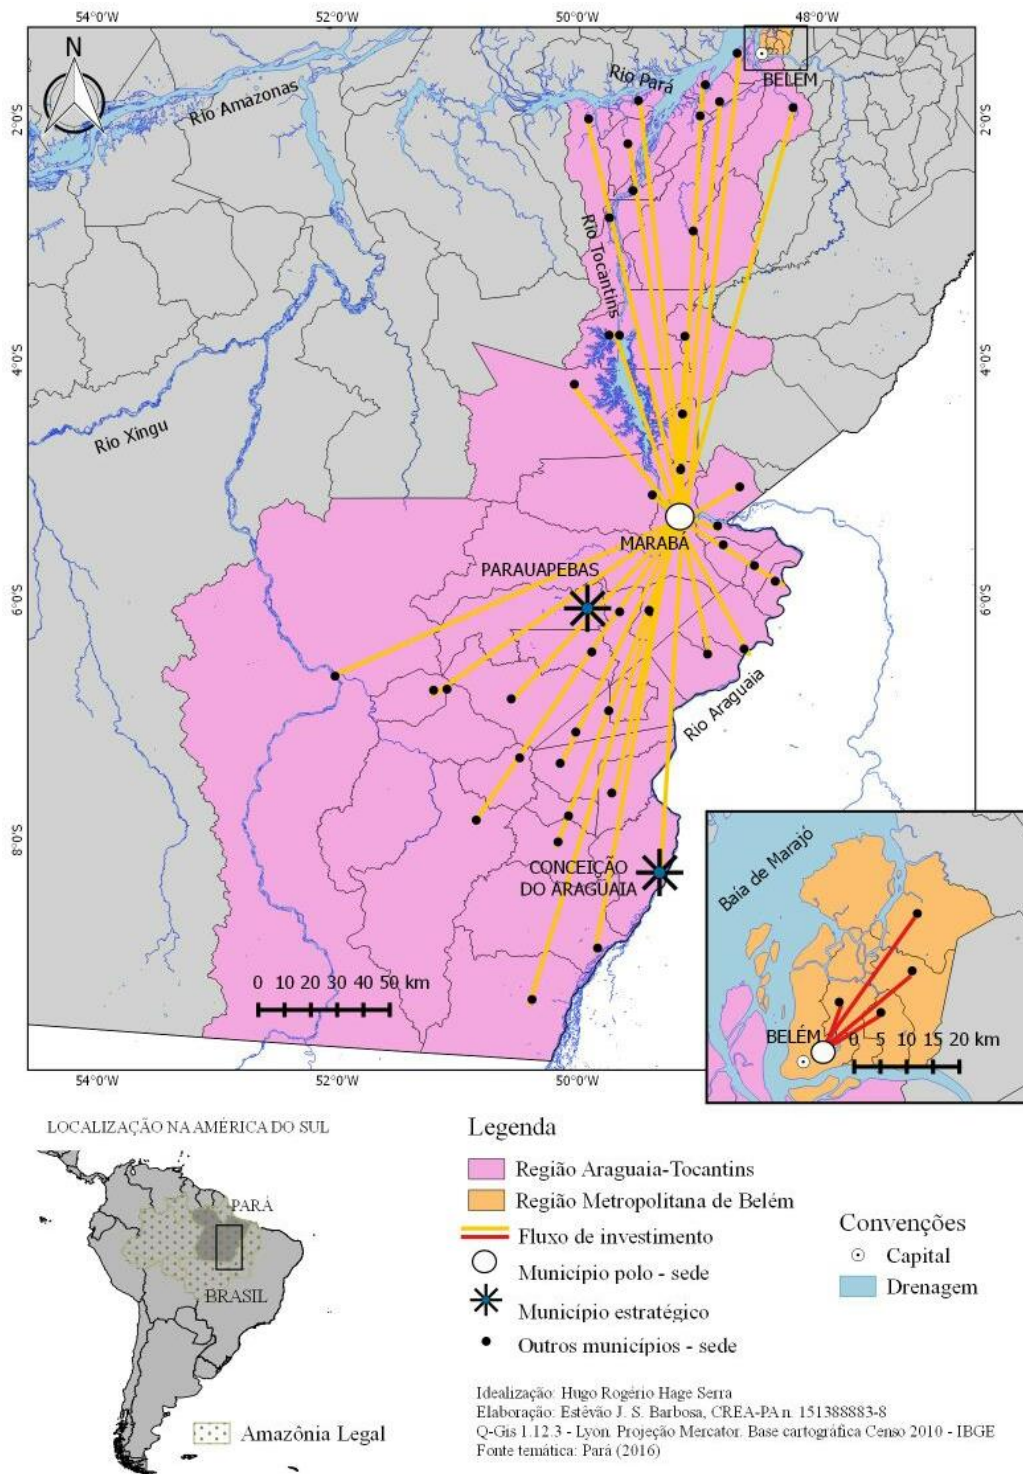 54°0'W 52°0'W 50°0'W 48°0'W
N
Rio Amazonas
Rio Pará
BELÉM
2°S
2°S
Rio Tocantins
4°0'S
4°0'S
Rio Xingu
MARABÁ
PARAUAPEBAS
6°0'S
6°0'S
Rio Araguaia
8°0'S
CONCEIÇÃO
DO ARAGUAIA
0 10 20 30 40 50 km
Baía de Marajó
BELÉM
0 5 10 15 20 km
54°0'W 52°0'W 50°0'W
LOCALIZAÇÃO NA AMÉRICA DO SUL
PARÁ
BRASIL
Amazônia Legal
Legenda
Região Araguaia-Tocantins
Região Metropolitana de Belém
Fluxo de investimento
Município polo - sede
Município estratégico
Outros municípios - sede
Convenções
Capital
Drenagem
Idealização: Hugo Rogério Hage Serra
Elaboração: Estêvão J. S. Barbosa, CREA-PA n. 151388883-8
Q-Gis 1.12.3 - Lyon. Projeção Mercator. Base cartográfica Censo 2010 - IBGE
Fonte temática: Pará (2016)